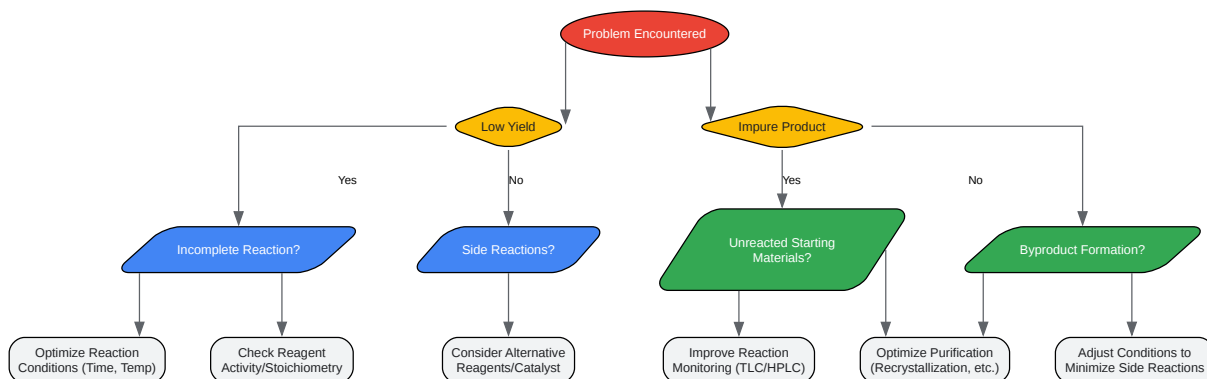 Problem Encountered
Low Yield
Impure Product
Yes
No
Yes
No
Incomplete Reaction?
Side Reactions?
Unreacted Starting
Materials?
Byproduct Formation?
Optimize Reaction
Conditions (Time, Temp)
Check Reagent
Activity/Stoichiometry
Consider Alternative
Reagents/Catalyst
Improve Reaction
Monitoring (TLC/HPLC)
Optimize Purification
(Recrystallization, etc.)
Adjust Conditions to
Minimize Side Reactions